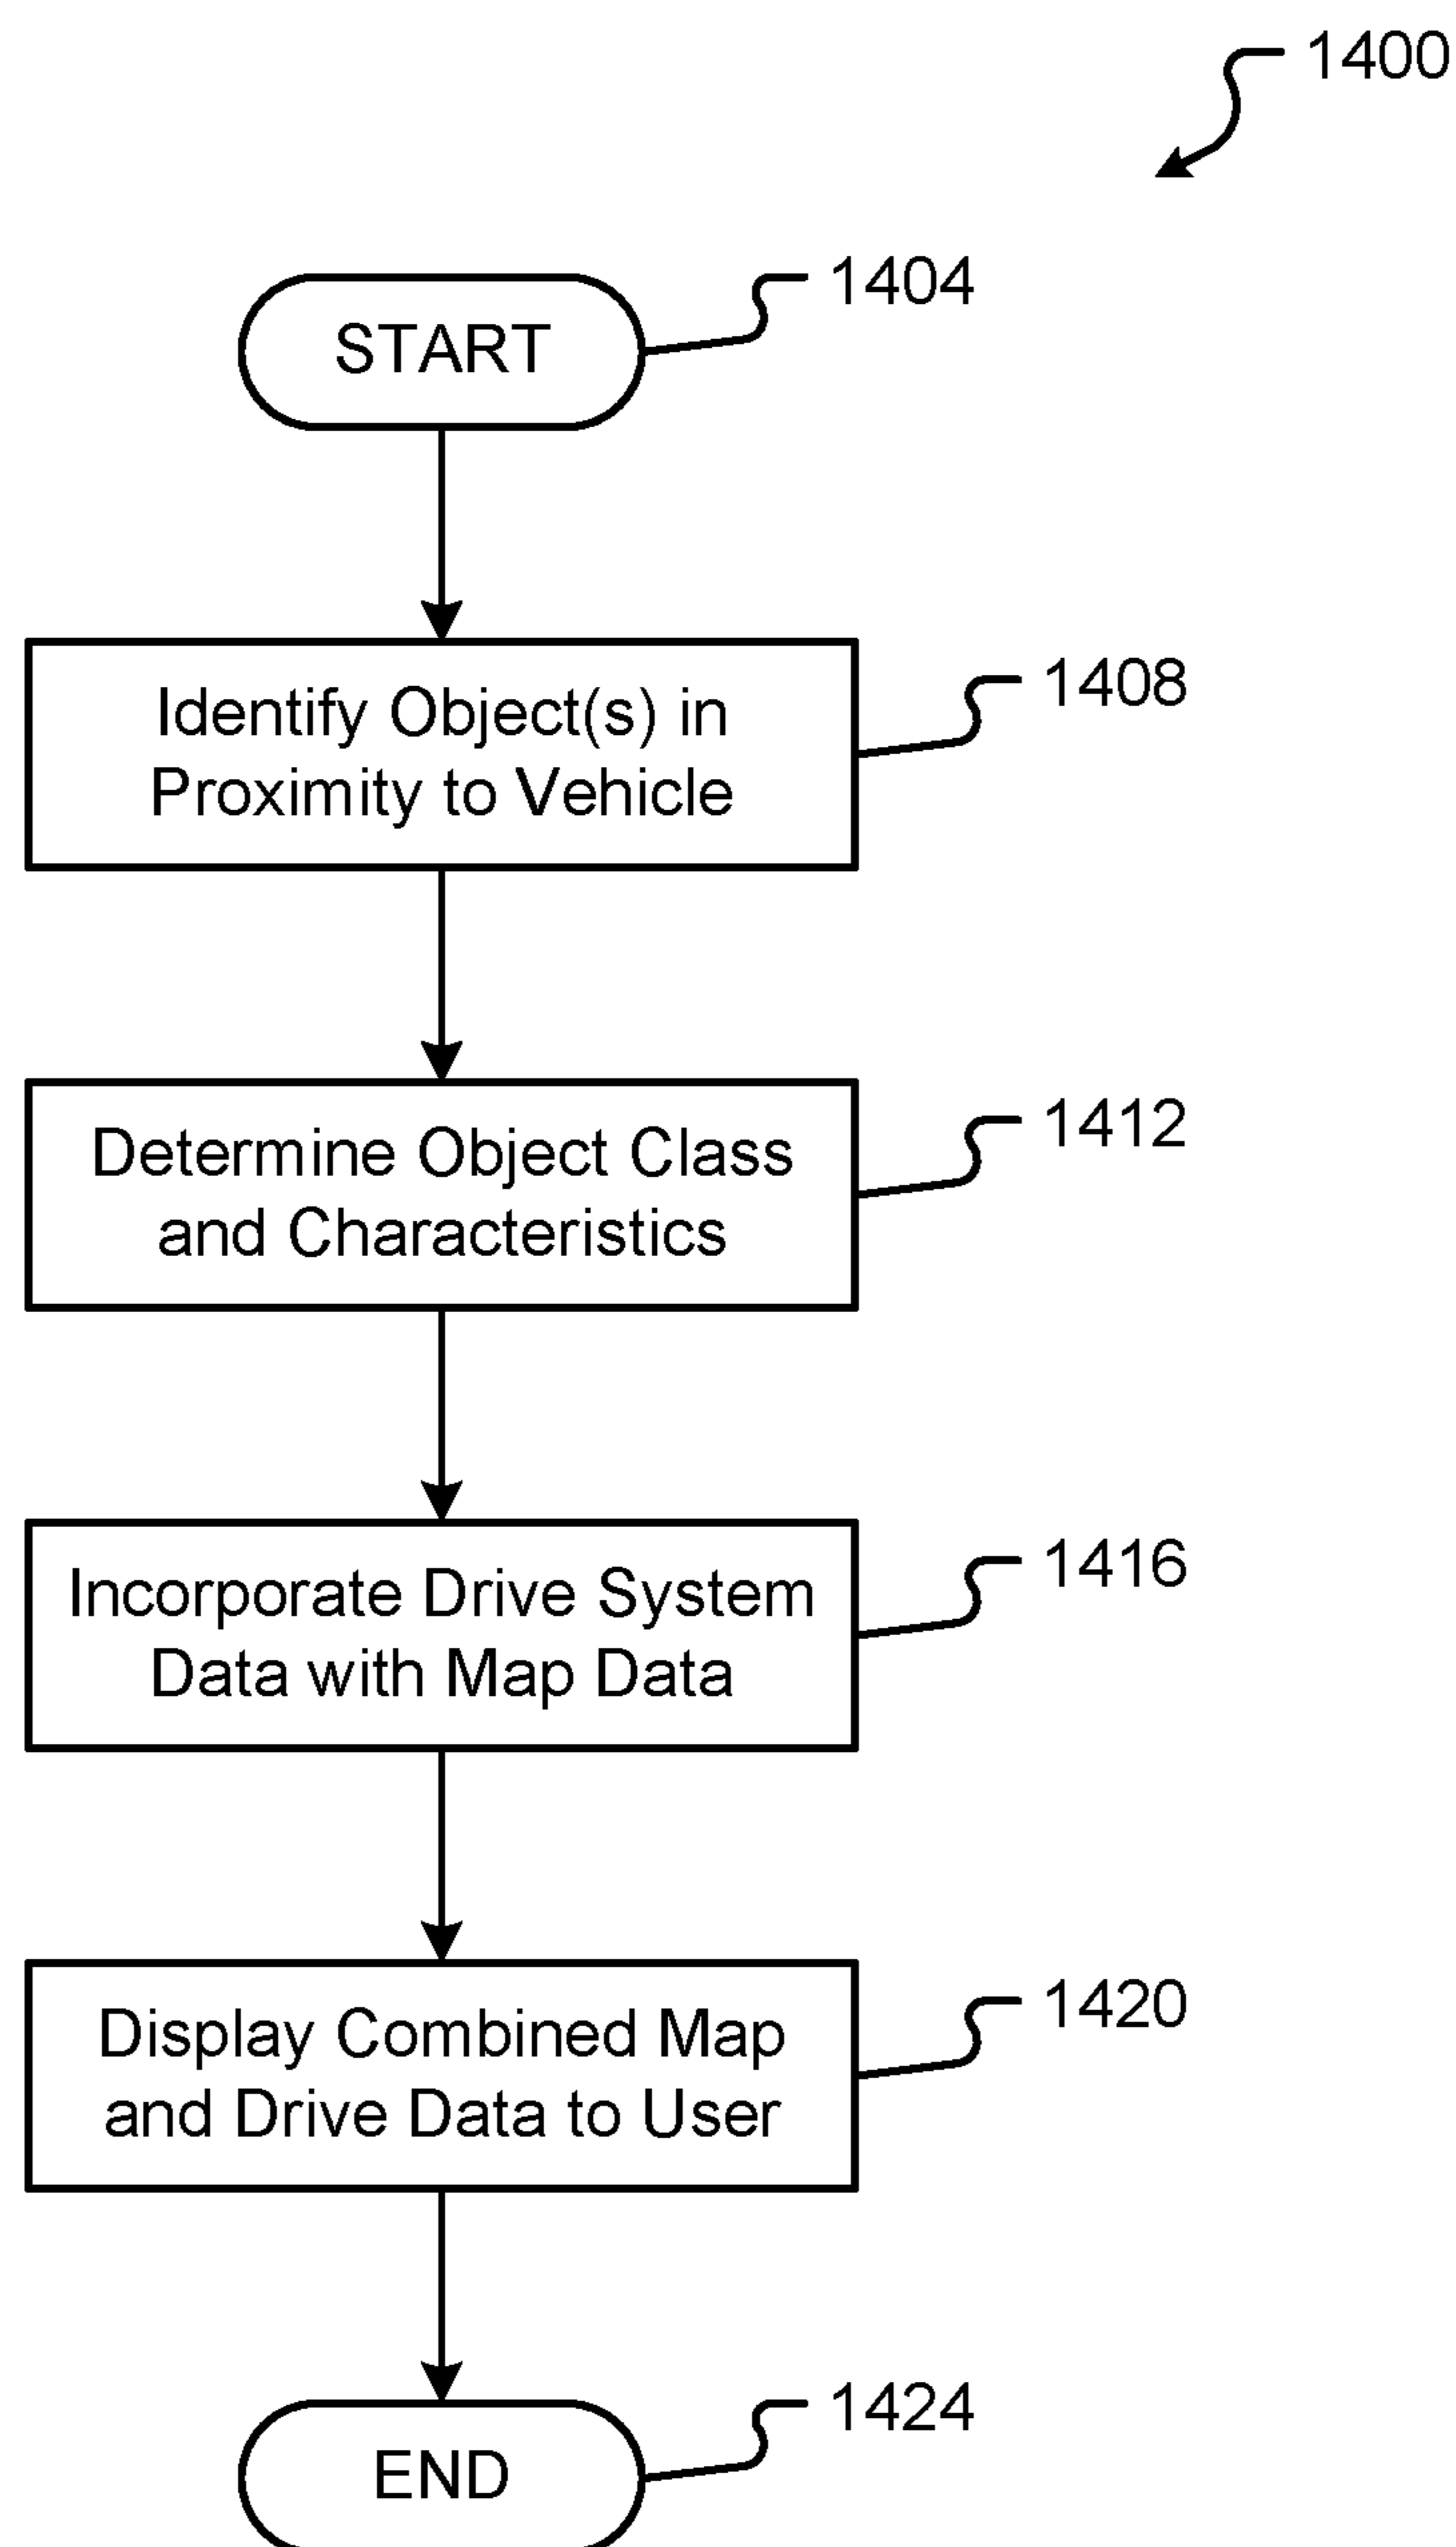 1400
START
1404
Identify Object(s) in
Proximity to Vehicle
1408
Determine Object Class
and Characteristics
1412
Incorporate Drive System
Data with Map Data
1416
Display Combined Map
and Drive Data to User
1420
END
1424